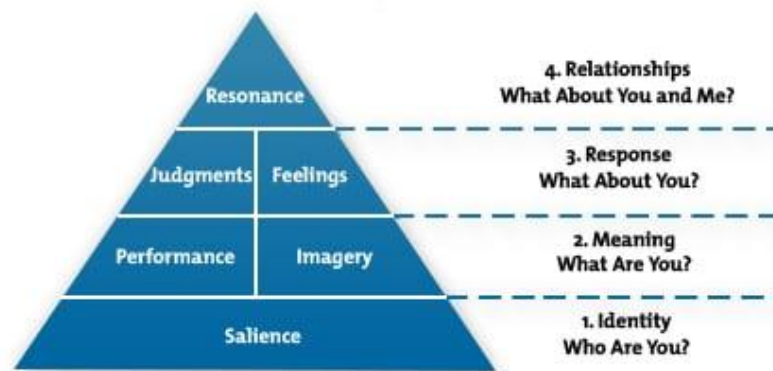 Resonance
4. Relationships
What About You and Me?
Judgments
Feelings
3. Response
What About You?
Performance
Imagery
2. Meaning
What Are You?
Salience
1. Identity
Who Are You?